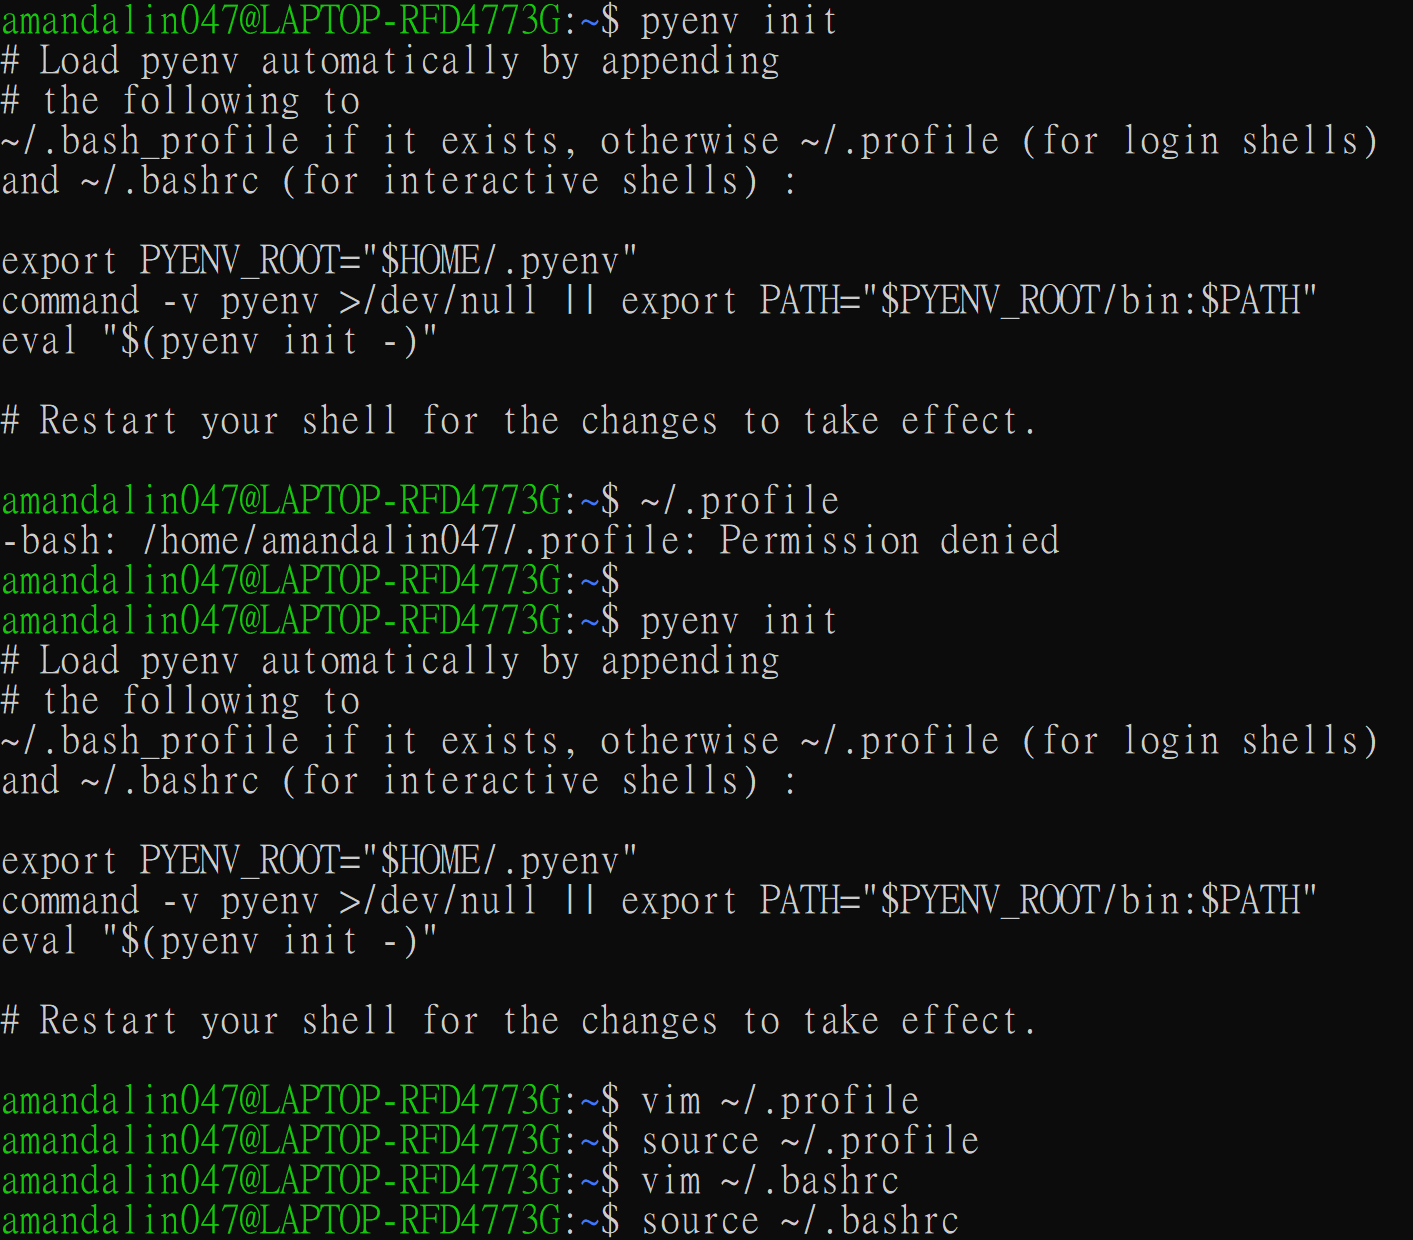 amandalin047@LAPTOP-RFD4773G:~$ pyenv init
# Load pyenv automatically by appending
# the following to
~/.bash_profile if it exists, otherwise ~/.profile (for login shells)
and ~/.bashrc (for interactive shells) :

export PYENV_ROOT="$HOME/.pyenv"
command -v pyenv >/dev/null || export PATH="$PYENV_ROOT/bin:$PATH"
eval "$(pyenv init -)"

# Restart your shell for the changes to take effect.

amandalin047@LAPTOP-RFD4773G:~$ ~/.profile
-bash: /home/amandalin047/.profile: Permission denied
amandalin047@LAPTOP-RFD4773G:~$
amandalin047@LAPTOP-RFD4773G:~$ pyenv init
# Load pyenv automatically by appending
# the following to
~/.bash_profile if it exists, otherwise ~/.profile (for login shells)
and ~/.bashrc (for interactive shells) :

export PYENV_ROOT="$HOME/.pyenv"
command -v pyenv >/dev/null || export PATH="$PYENV_ROOT/bin:$PATH"
eval "$(pyenv init -)"

# Restart your shell for the changes to take effect.

amandalin047@LAPTOP-RFD4773G:~$ vim ~/.profile
amandalin047@LAPTOP-RFD4773G:~$ source ~/.profile
amandalin047@LAPTOP-RFD4773G:~$ vim ~/.bashrc
amandalin047@LAPTOP-RFD4773G:~$ source ~/.bashrc